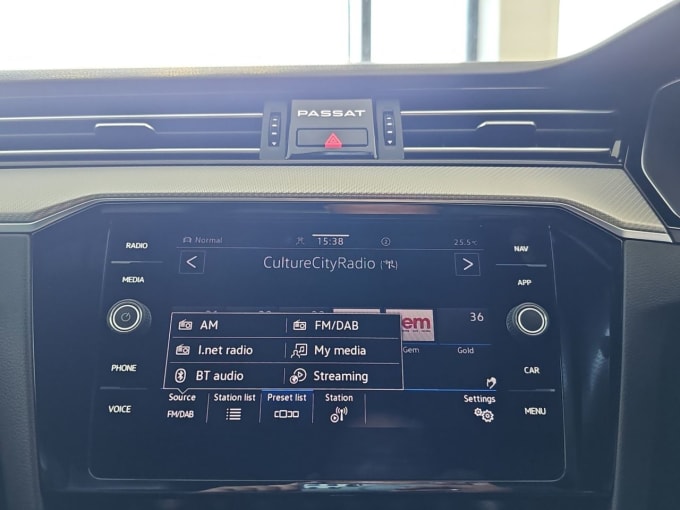 PASSAT
RADIO
MEDIA
PHONE
VOICE
Normal
15:38
25.5°C
CultureCityRadio
AM
FM/DAB
I.net radio
My media
BT audio
Streaming
em
36
Gem
Gold
Source
FM/DAB
Station list
Preset list
Station
Settings
NAV
APP
CAR
MENU